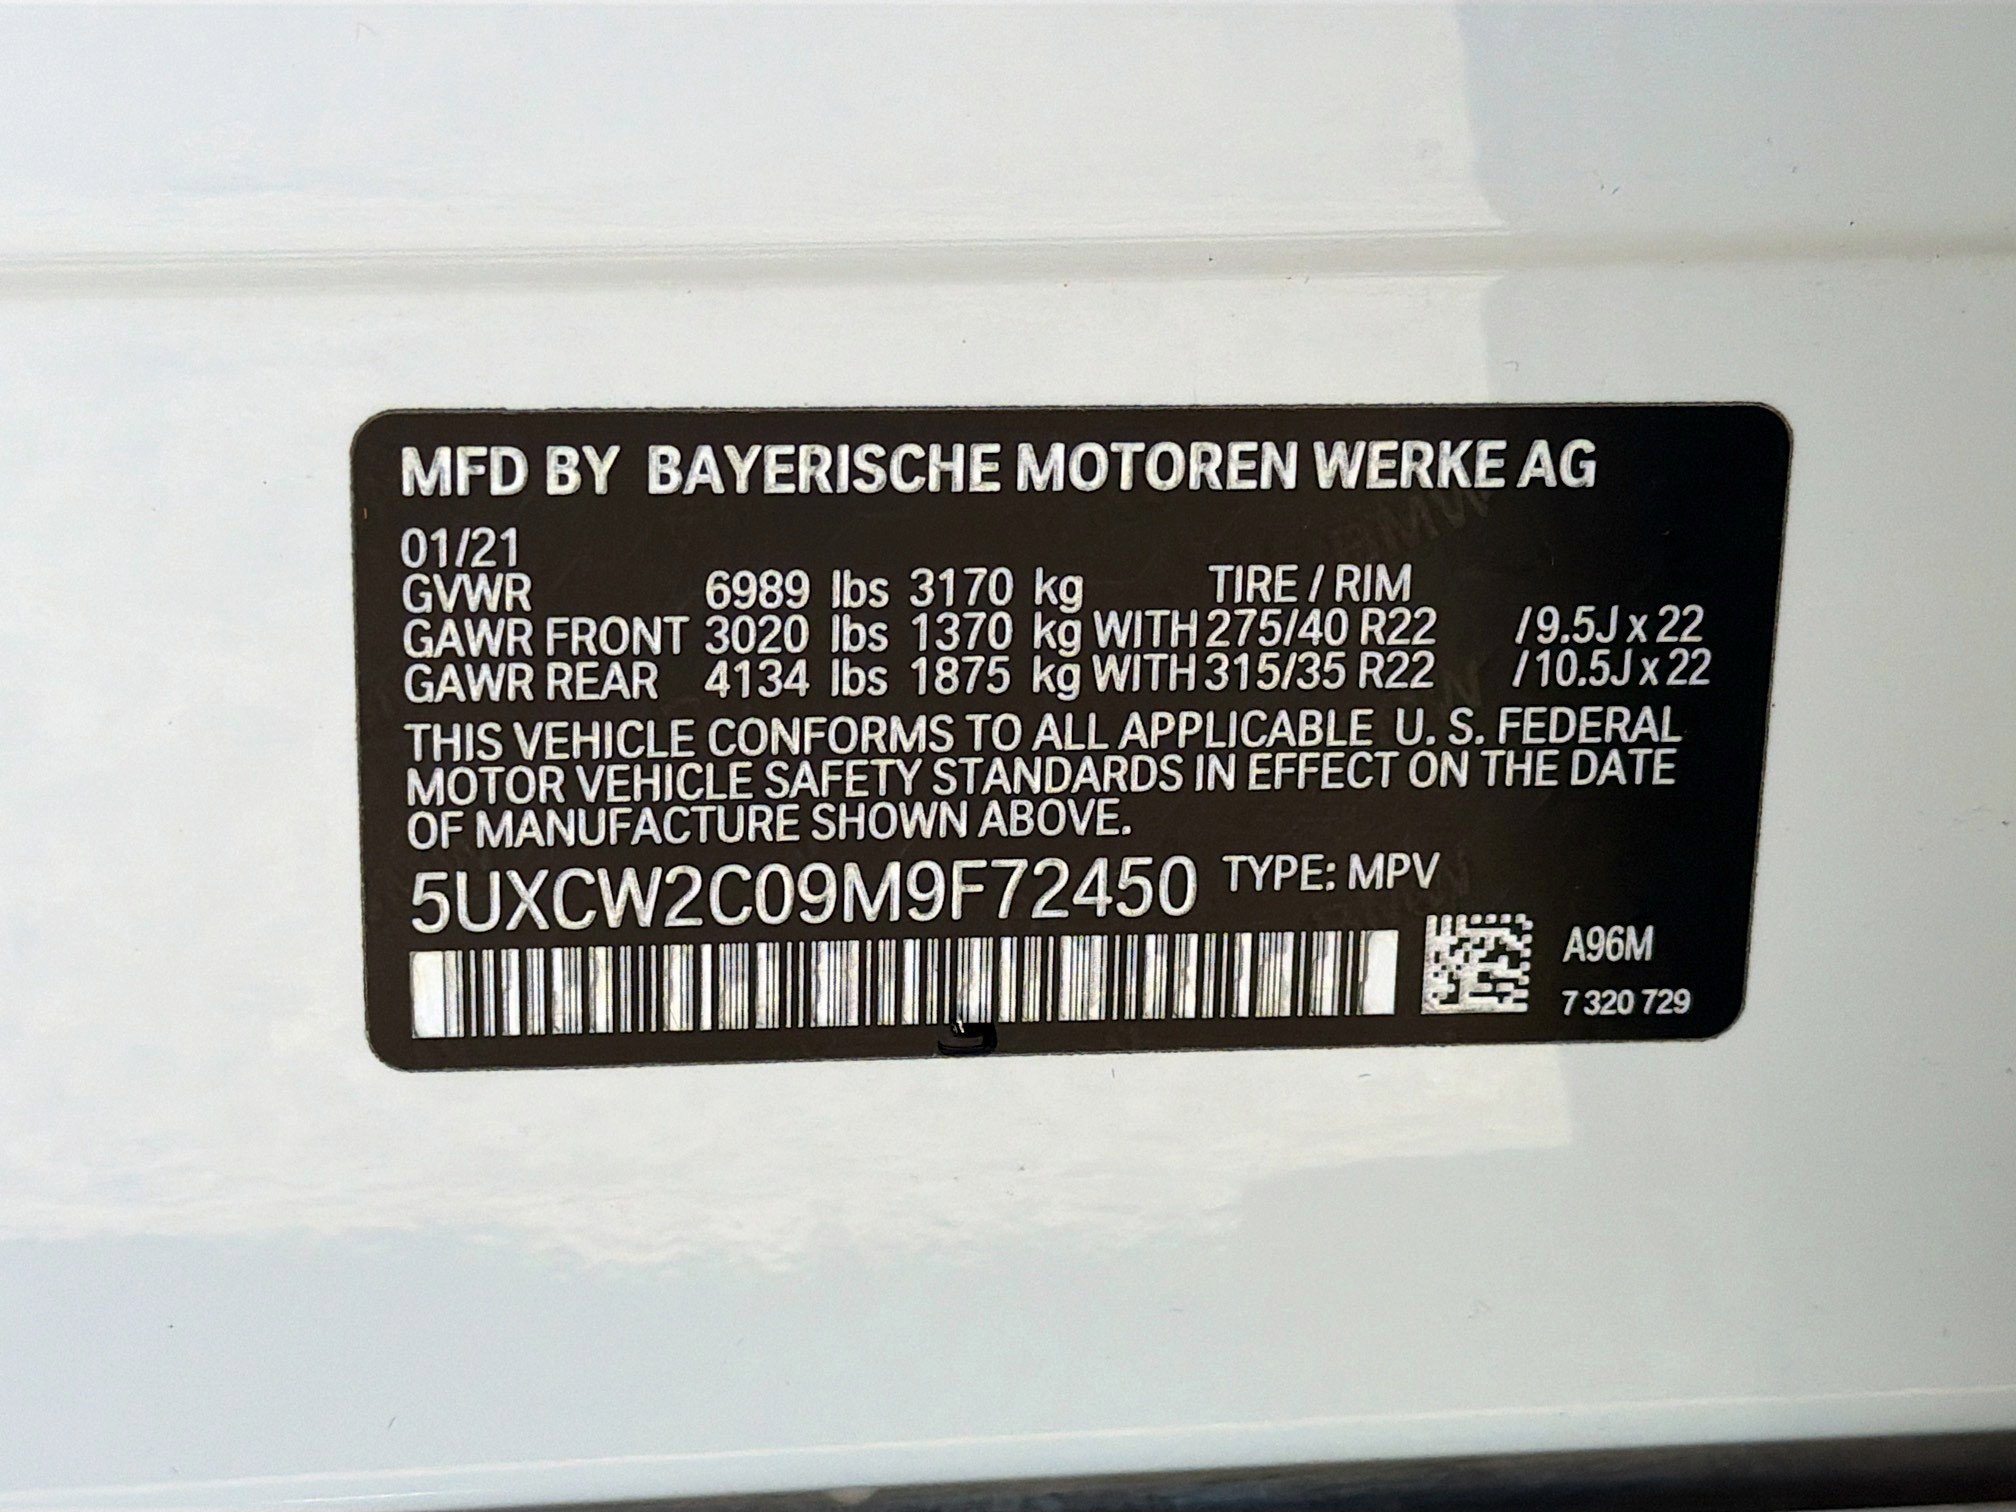 MFD BY BAYERISCHE MOTOREN WERKE AG
01/21
GVWR 6989 lbs 3170 kg TIRE / RIM
GAWR FRONT 3020 lbs 1370 kg WITH 275/40 R22 /9.5J x 22
GAWR REAR 4134 lbs 1875 kg WITH 315/35 R22 /10.5J x 22
THIS VEHICLE CONFORMS TO ALL APPLICABLE U. S. FEDERAL
MOTOR VEHICLE SAFETY STANDARDS IN EFFECT ON THE DATE
OF MANUFACTURE SHOWN ABOVE.
5UXCW2C09M9F72450 TYPE: MPV
A96M
7 320 729